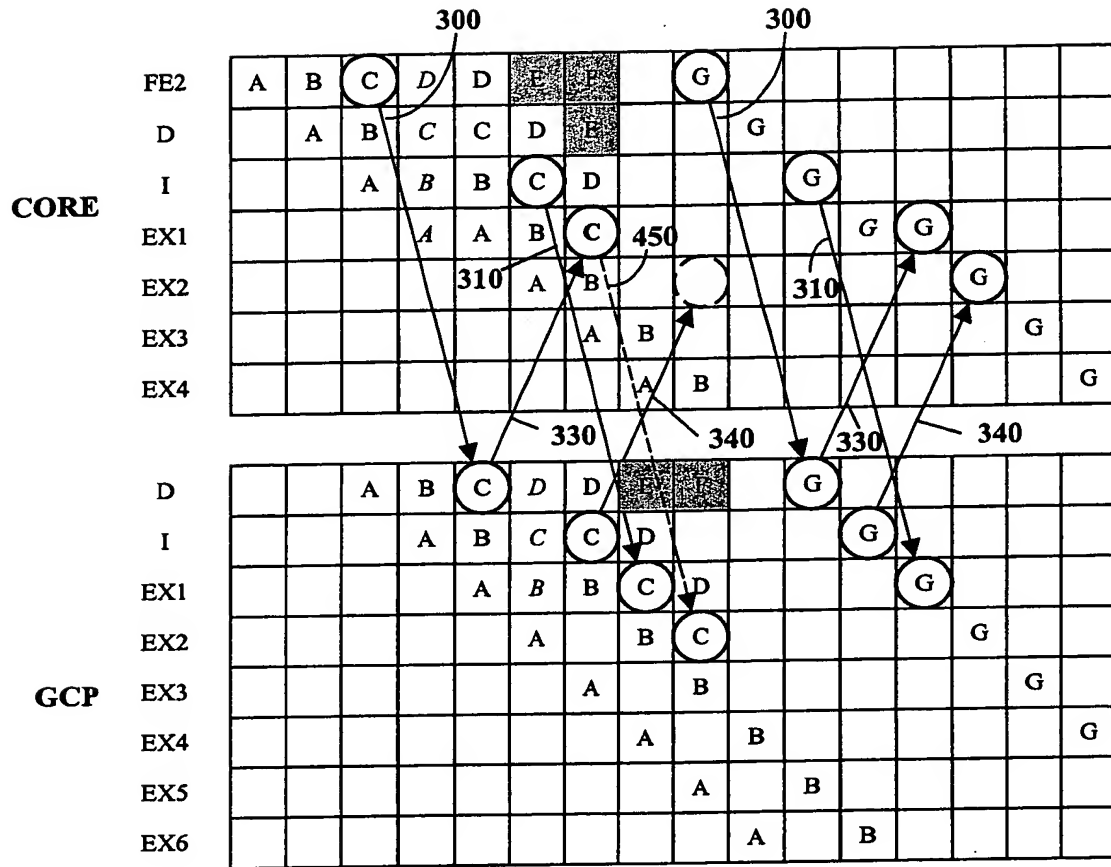 300 300
FE2 A B C D D E F G
D A B C C D E G
I A B B C D G
CORE
EX1 A A B C 450 G G
310 310
EX2 A B G
EX3 A B G
EX4 A B G
330 340 330 340
D A B C D D E F G
I A B C C D G
EX1 A B B C D G
EX2 A B C G
GCP
EX3 A B G
EX4 A B G
EX5 A B
EX6 A B